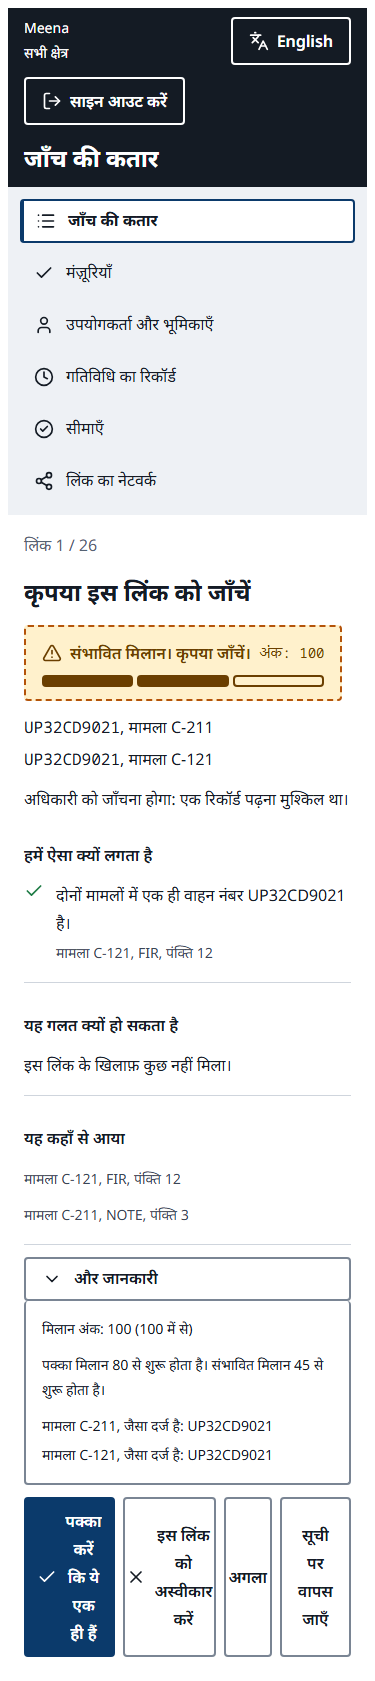 Meena
सभी क्षेत्र
English
साइन आउट करें
जाँच की कतार
जाँच की कतार
मंज़ूरियाँ
उपयोगकर्ता और भूमिकाएँ
गतिविधि का रिकॉर्ड
सीमाएँ
लिंक का नेटवर्क
लिंक 1 / 26
कृपया इस लिंक को जाँचें
संभावित मिलान। कृपया जाँचें। अंक: 100
UP32CD9021, मामला C-211
UP32CD9021, मामला C-121
अधिकारी को जाँचना होगा: एक रिकॉर्ड पढ़ना मुश्किल था।
हमें ऐसा क्यों लगता है
दोनों मामलों में एक ही वाहन नंबर UP32CD9021
है।
मामला C-121, FIR, पंक्ति 12
यह गलत क्यों हो सकता है
इस लिंक के खिलाफ़ कुछ नहीं मिला।
यह कहाँ से आया
मामला C-121, FIR, पंक्ति 12
मामला C-211, NOTE, पंक्ति 3
और जानकारी
मिलान अंक: 100 (100 में से)
पक्का मिलान 80 से शुरू होता है। संभावित मिलान 45 से
शुरू होता है।
मामला C-211, जैसा दर्ज है: UP32CD9021
मामला C-121, जैसा दर्ज है: UP32CD9021
पक्का
करें
कि ये
एक
ही हैं
इस लिंक
को
अस्वीकार
करें
अगला
सूची
पर
वापस
जाएँ